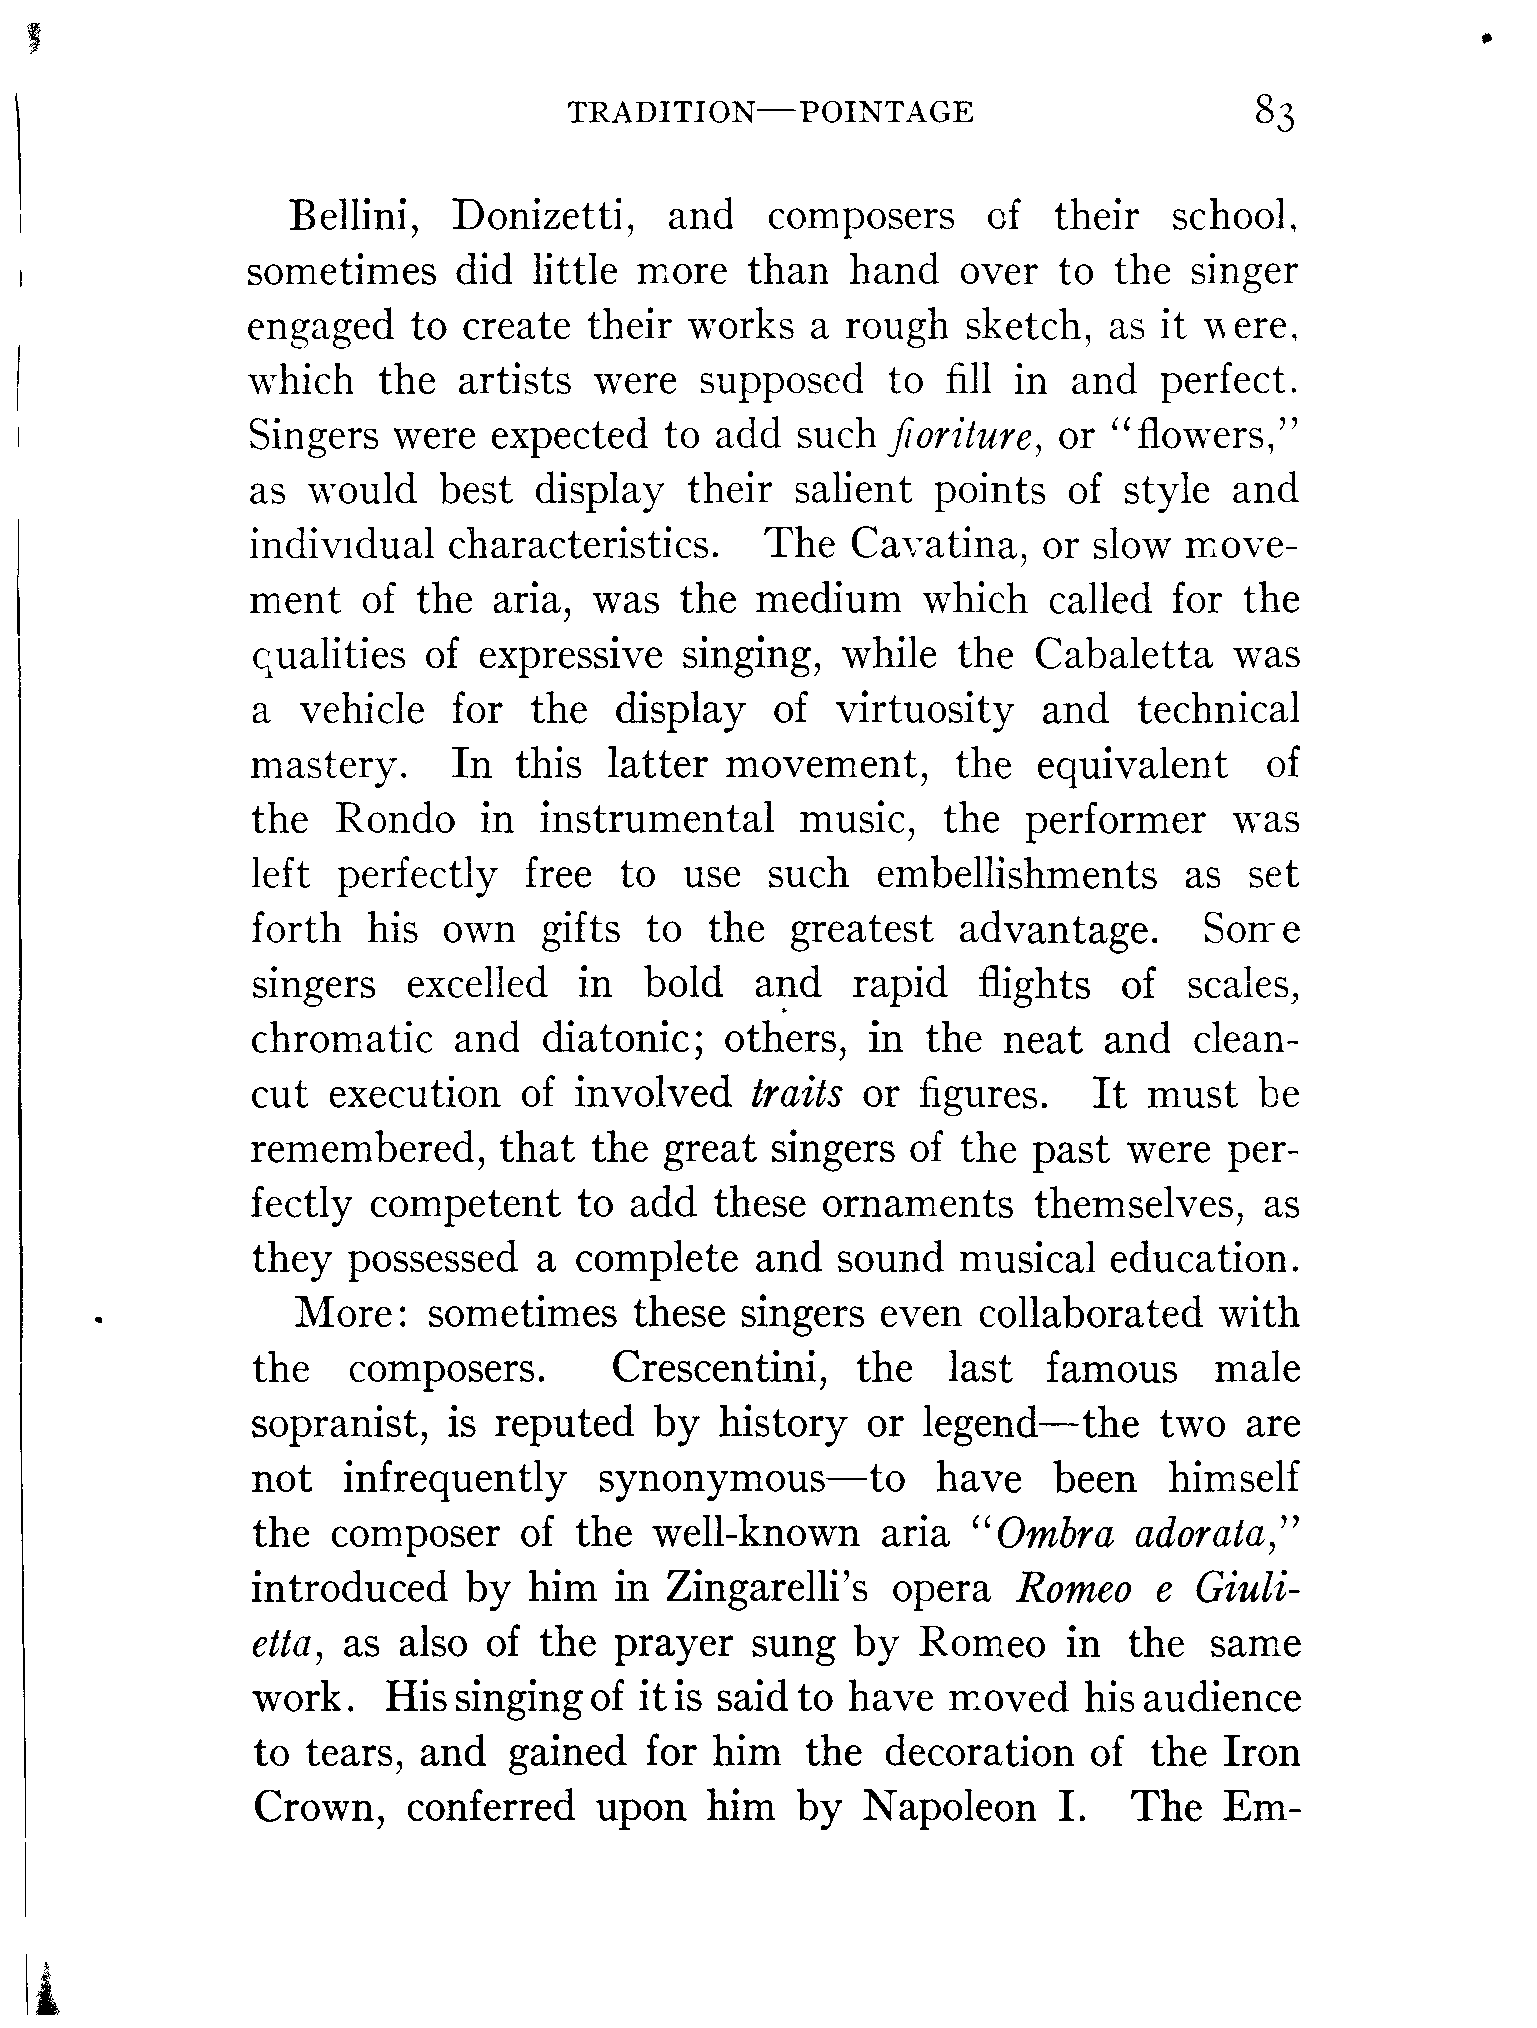 TRADITION—POINTAGE 83
Bellini, Donizetti, and composers of their school,
sometimes did little more than hand over to the singer
engaged to create their works a rough sketch, as it were,
which the artists were supposed to fill in and perfect.
Singers were expected to add such fioriture, or "flowers,"
as would best display their salient points of style and
individual characteristics. The Cavatina, or slow move-
ment of the aria, was the medium which called for the
qualities of expressive singing, while the Cabaletta was
a vehicle for the display of virtuosity and technical
mastery. In this latter movement, the equivalent of
the Rondo in instrumental music, the performer was
left perfectly free to use such embellishments as set
forth his own gifts to the greatest advantage. Some
singers excelled in bold and rapid flights of scales,
chromatic and diatonic; others, in the neat and clean-
cut execution of involved traits or figures. It must be
remembered, that the great singers of the past were per-
fectly competent to add these ornaments themselves, as
they possessed a complete and sound musical education.
More: sometimes these singers even collaborated with
the composers. Crescentini, the last famous male
sopranist, is reputed by history or legend—the two are
not infrequently synonymous—to have been himself
the composer of the well-known aria "Ombra adorata,"
introduced by him in Zingarelli's opera Romeo e Giuli-
etta, as also of the prayer sung by Romeo in the same
work. His singing of it is said to have moved his audience
to tears, and gained for him the decoration of the Iron
Crown, conferred upon him by Napoleon I. The Em-